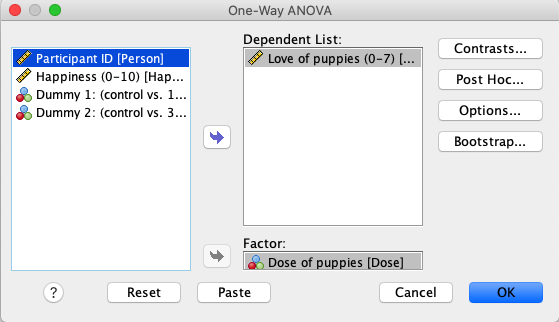 One-Way ANOVA
Dependent List:
Participant ID [Person]
Happiness (0-10) [Hap...
Dummy 1: (control vs. 1...
Dummy 2: (control vs. 3...
Love of puppies (0-7) [...
Contrasts...
Post Hoc...
Options...
Bootstrap...
Factor:
Dose of puppies [Dose]
?
Reset
Paste
Cancel
OK